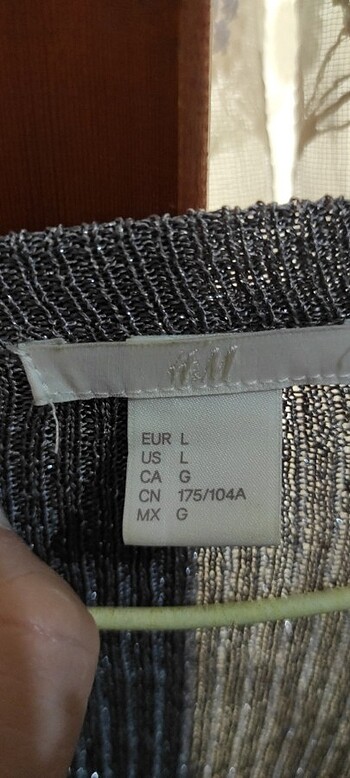 H&M
EUR L
US L
CA G
CN 175/104A
MX G